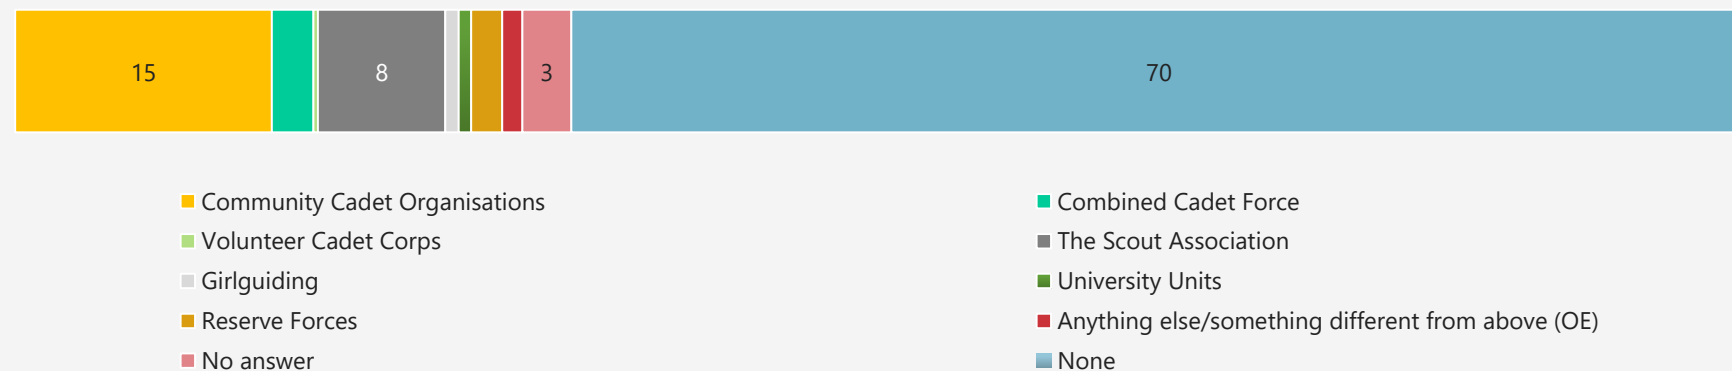 15 8 3 70
Community Cadet Organisations Combined Cadet Force
Volunteer Cadet Corps The Scout Association
Girlguiding University Units
Reserve Forces Anything else/something different from above (OE)
No answer None